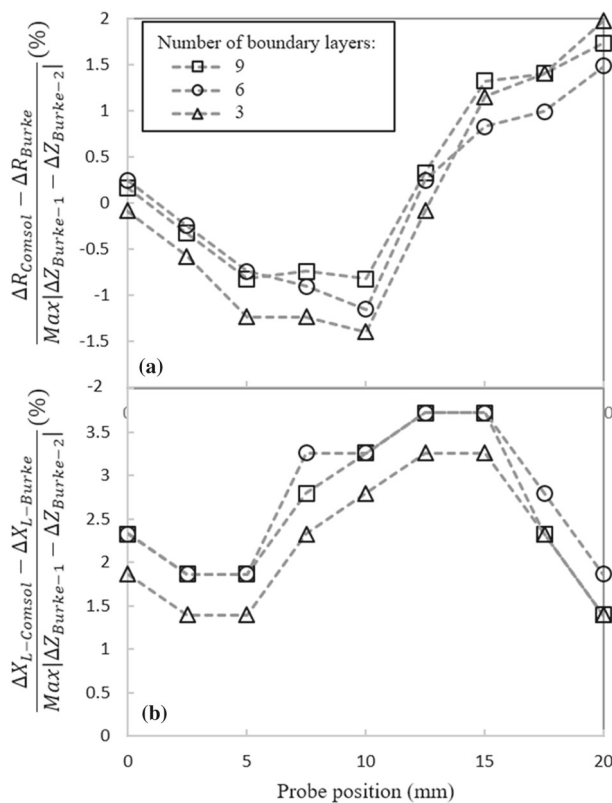 2
1.5
1
0.5
0
-0.5
-1
-1.5
-2
ΔR_Comsol − ΔR_Burke
Max|ΔZ_Burke−1 − ΔZ_Burke−2|
(%)
Number of boundary layers:
9
6
3
(a)
0
0
3.5
3
2.5
2
1.5
1
0.5
0
ΔX_L−Comsol − ΔX_L−Burke
Max|ΔZ_Burke−1 − ΔZ_Burke−2|
(%)
(b)
0 5 10 15 20
Probe position (mm)